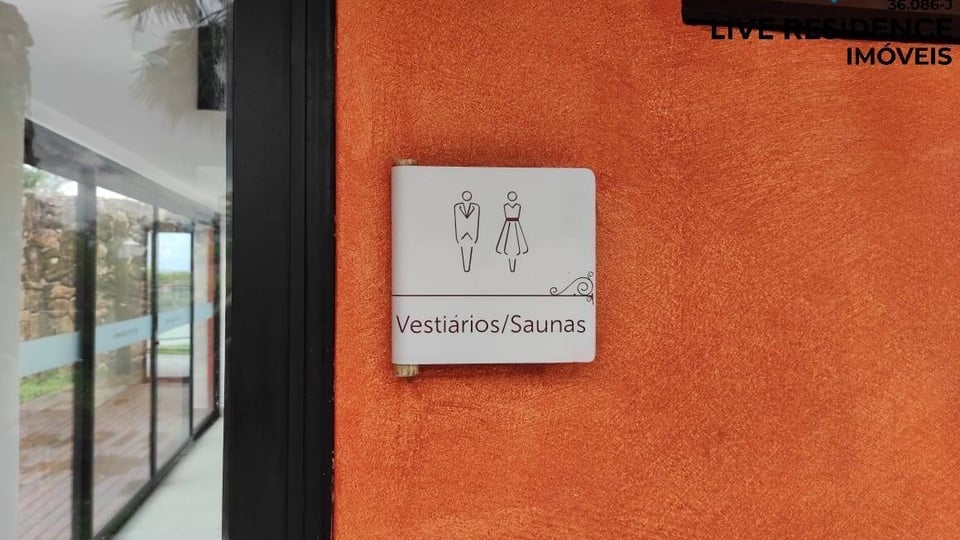 36.086-J
LIVE RESIDENCE
IMÓVEIS
Vestiários/Saunas